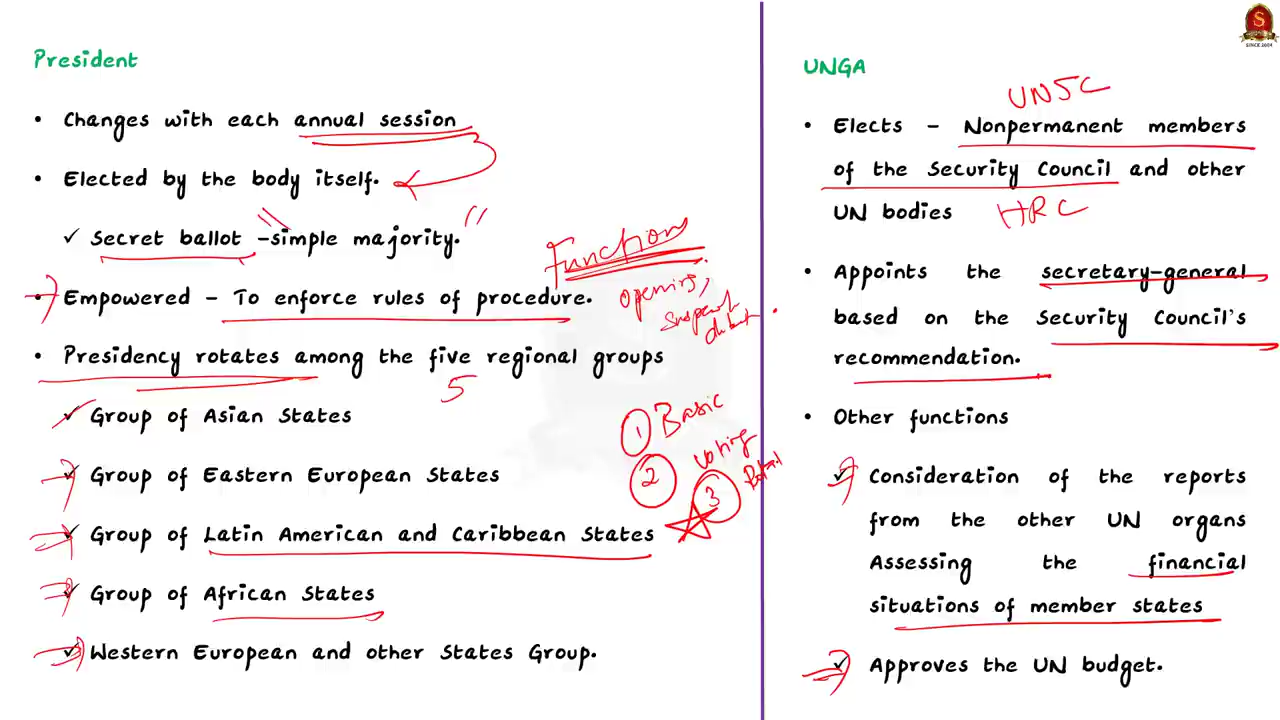 President
• Changes with each annual session
• Elected by the body itself.
✓ Secret ballot -simple majority.
• Empowered - To enforce rules of procedure.
• Presidency rotates among the five regional groups
5
✓ Group of Asian States
✓ Group of Eastern European States
✓ Group of Latin American and Caribbean States
✓ Group of African States
✓ Western European and other States Group.
Functions
Opening,
1 Basic
2 Voting
3
UNGA
UNSC
• Elects - Nonpermanent members
of the Security Council and other
UN bodies HRC
• Appoints the secretary-general
based on the Security Council's
recommendation.
• Other functions
✓ Consideration of the reports
from the other UN organs
Assessing the financial
situations of member states
✓ Approves the UN budget.
S
SINCE 2004